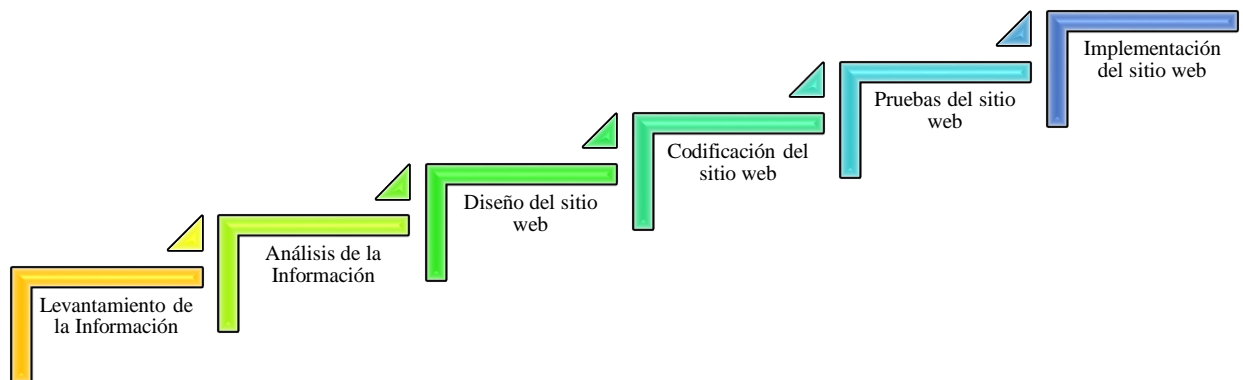 Levantamiento de
la Información
Análisis de la
Información
Diseño del sitio
web
Codificación del
sitio web
Pruebas del sitio
web
Implementación
del sitio web